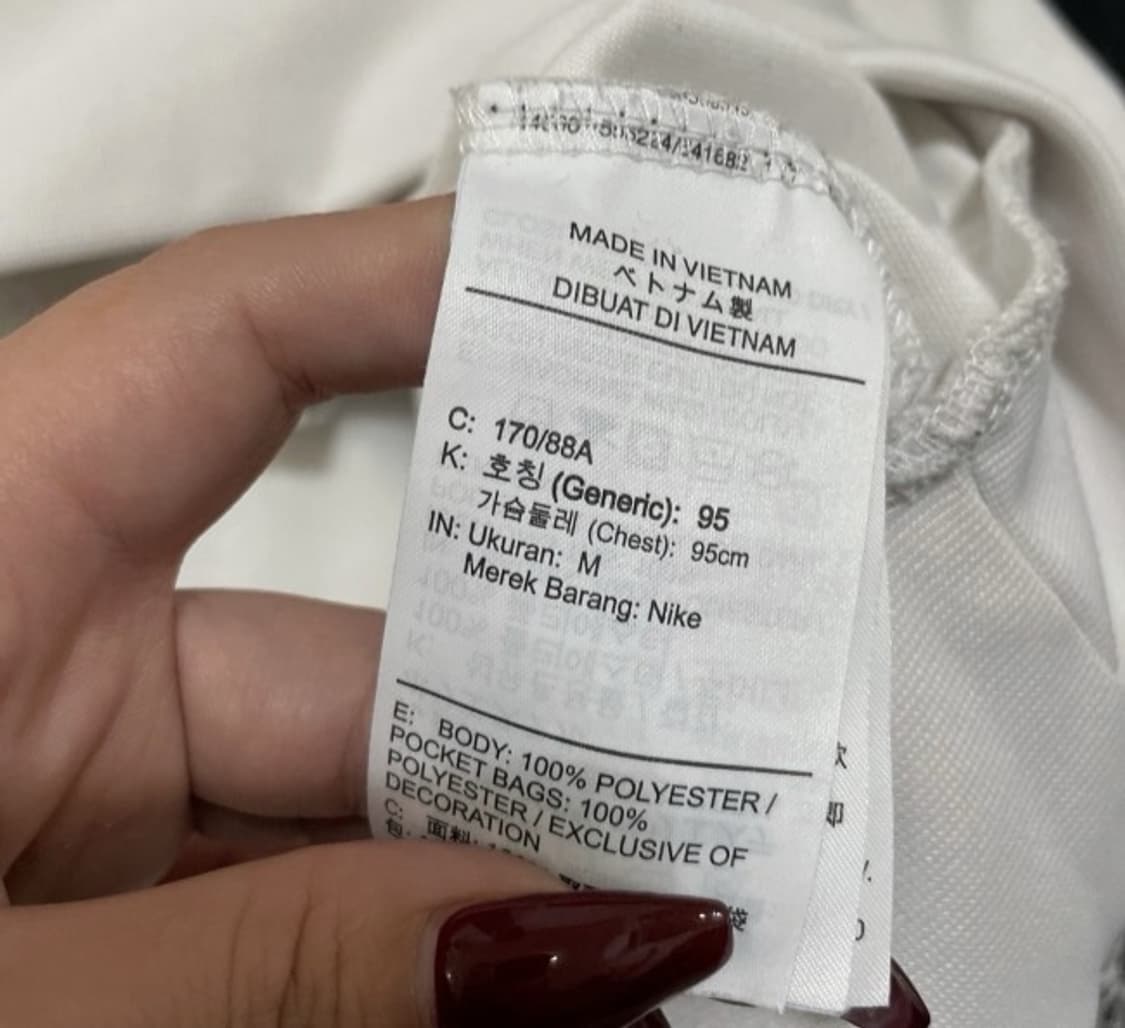 MADE IN VIETNAM
ベトナム製
DIBUAT DI VIETNAM
C: 170/88A
K: 호칭 (Generic): 95
가슴둘레 (Chest): 95cm
IN: Ukuran: M
Merek Barang: Nike
E: BODY: 100% POLYESTER /
POCKET BAGS: 100%
POLYESTER / EXCLUSIVE OF
DECORATION
C: 面料:
包
袋